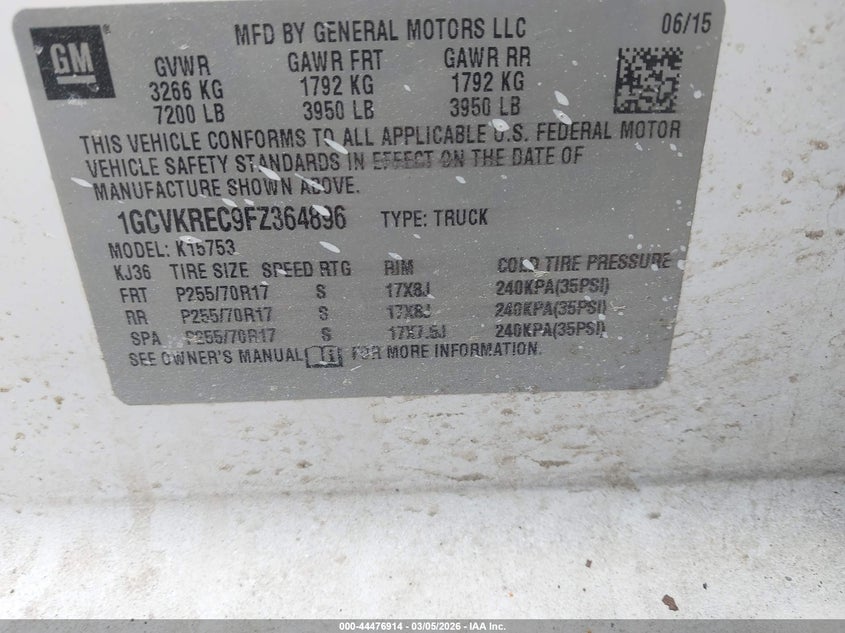 GM
MFD BY GENERAL MOTORS LLC 06/15
GVWR GAWR FRT GAWR RR
3266 KG 1792 KG 1792 KG
7200 LB 3950 LB 3950 LB
THIS VEHICLE CONFORMS TO ALL APPLICABLE U.S. FEDERAL MOTOR
VEHICLE SAFETY STANDARDS IN EFFECT ON THE DATE OF
MANUFACTURE SHOWN ABOVE.
1GCVKREC9FZ364896 TYPE: TRUCK
MODEL: K15753
KJ36 TIRE SIZE SPEED RTG RIM COLD TIRE PRESSURE
FRT P255/70R17 S 17X8J 240KPA(35PSI)
RR P255/70R17 S 17X8J 240KPA(35PSI)
SPA P255/70R17 S 17X7.5J 240KPA(35PSI)
SEE OWNER'S MANUAL FOR MORE INFORMATION.
000-44476914 | 03/05/2026 | IAA Inc.